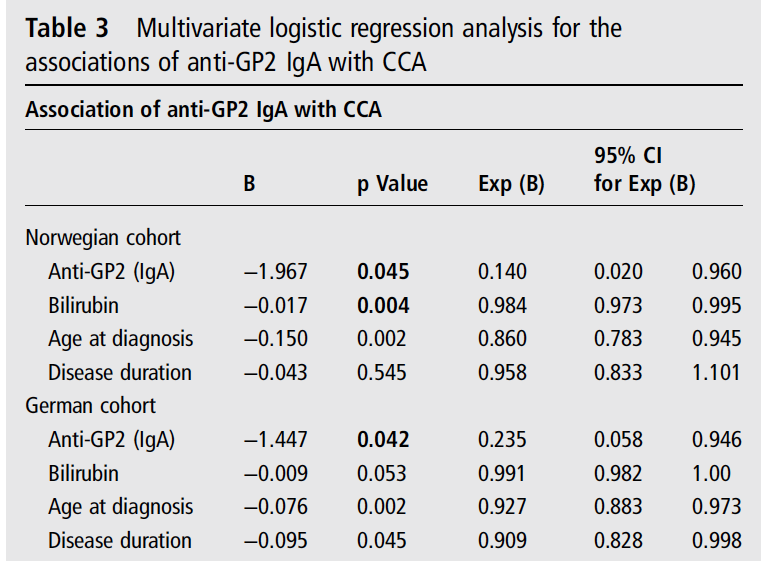 Table 3 Multivariate logistic regression analysis for the
associations of anti-GP2 IgA with CCA
Association of anti-GP2 IgA with CCA
95% CI
B p Value Exp (B) for Exp (B)
Norwegian cohort
Anti-GP2 (IgA) −1.967 0.045 0.140 0.020 0.960
Bilirubin −0.017 0.004 0.984 0.973 0.995
Age at diagnosis −0.150 0.002 0.860 0.783 0.945
Disease duration −0.043 0.545 0.958 0.833 1.101
German cohort
Anti-GP2 (IgA) −1.447 0.042 0.235 0.058 0.946
Bilirubin −0.009 0.053 0.991 0.982 1.00
Age at diagnosis −0.076 0.002 0.927 0.883 0.973
Disease duration −0.095 0.045 0.909 0.828 0.998